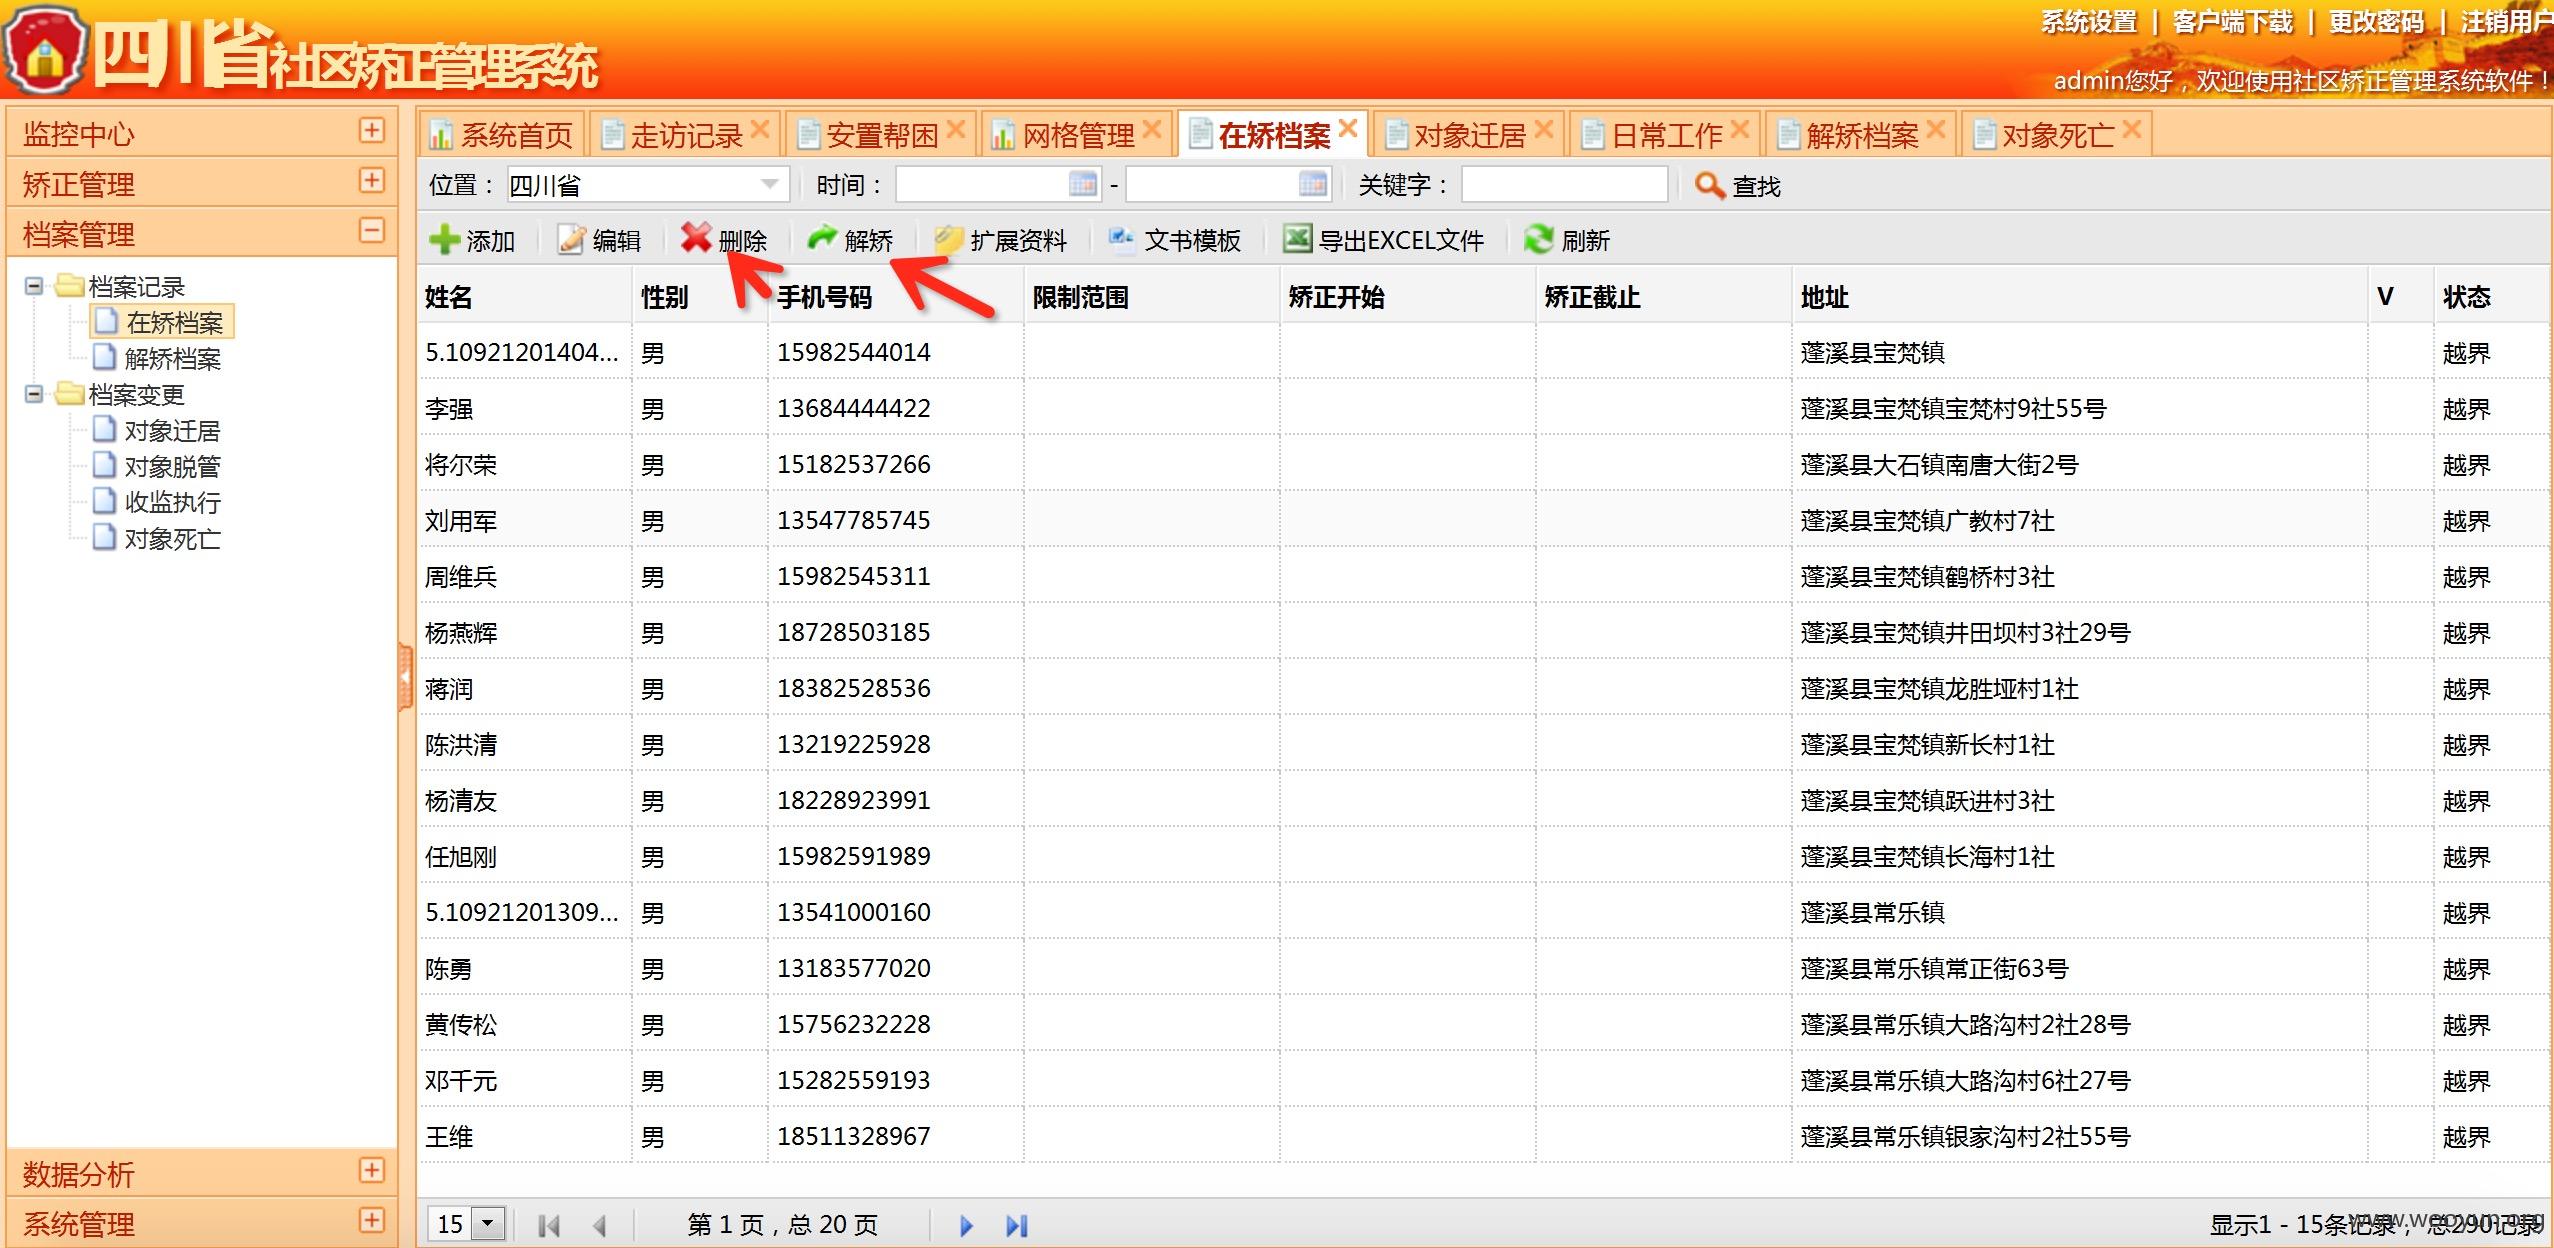 四川省社区矫正管理系统
系统设置 | 客户端下载 | 更改密码 | 注销用户
admin您好，欢迎使用社区矫正管理系统软件！
监控中心
矫正管理
档案管理
档案记录
在矫档案
解矫档案
档案变更
对象迁居
对象脱管
收监执行
对象死亡
数据分析
系统管理
系统首页 走访记录 安置帮困 网格管理 在矫档案 对象迁居 日常工作 解矫档案 对象死亡
位置： 四川省 时间： - 关键字： 查找
添加 编辑 删除 解矫 扩展资料 文书模板 导出EXCEL文件 刷新
姓名 性别 手机号码 限制范围 矫正开始 矫正截止 地址 V 状态
5.10921201404... 男 15982544014 蓬溪县宝梵镇 越界
李强 男 13684444422 蓬溪县宝梵镇宝梵村9社55号 越界
将尔荣 男 15182537266 蓬溪县大石镇南唐大街2号 越界
刘用军 男 13547785745 蓬溪县宝梵镇广教村7社 越界
周维兵 男 15982545311 蓬溪县宝梵镇鹤桥村3社 越界
杨燕辉 男 18728503185 蓬溪县宝梵镇井田坝村3社29号 越界
蒋润 男 18382528536 蓬溪县宝梵镇龙胜垭村1社 越界
陈洪清 男 13219225928 蓬溪县宝梵镇新长村1社 越界
杨清友 男 18228923991 蓬溪县宝梵镇跃进村3社 越界
任旭刚 男 15982591989 蓬溪县宝梵镇长海村1社 越界
5.10921201309... 男 13541000160 蓬溪县常乐镇 越界
陈勇 男 13183577020 蓬溪县常乐镇常正街63号 越界
黄传松 男 15756232228 蓬溪县常乐镇大路沟村2社28号 越界
邓千元 男 15282559193 蓬溪县常乐镇大路沟村6社27号 越界
王维 男 18511328967 蓬溪县常乐镇银家沟村2社55号 越界
15 第 1 页，总 20 页 显示1 - 15条记录，总290记录
www.wooyun.org